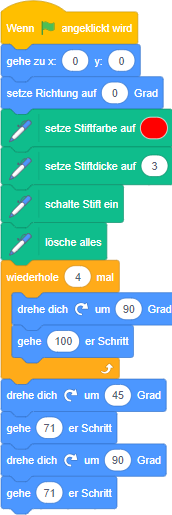 Wenn angeklickt wird
gehe zu x: 0 y: 0
setze Richtung auf 0 Grad
setze Stiftfarbe auf
setze Stiftdicke auf 3
schalte Stift ein
lösche alles
wiederhole 4 mal
drehe dich um 90 Grad
gehe 100 er Schritt
drehe dich um 45 Grad
gehe 71 er Schritt
drehe dich um 90 Grad
gehe 71 er Schritt